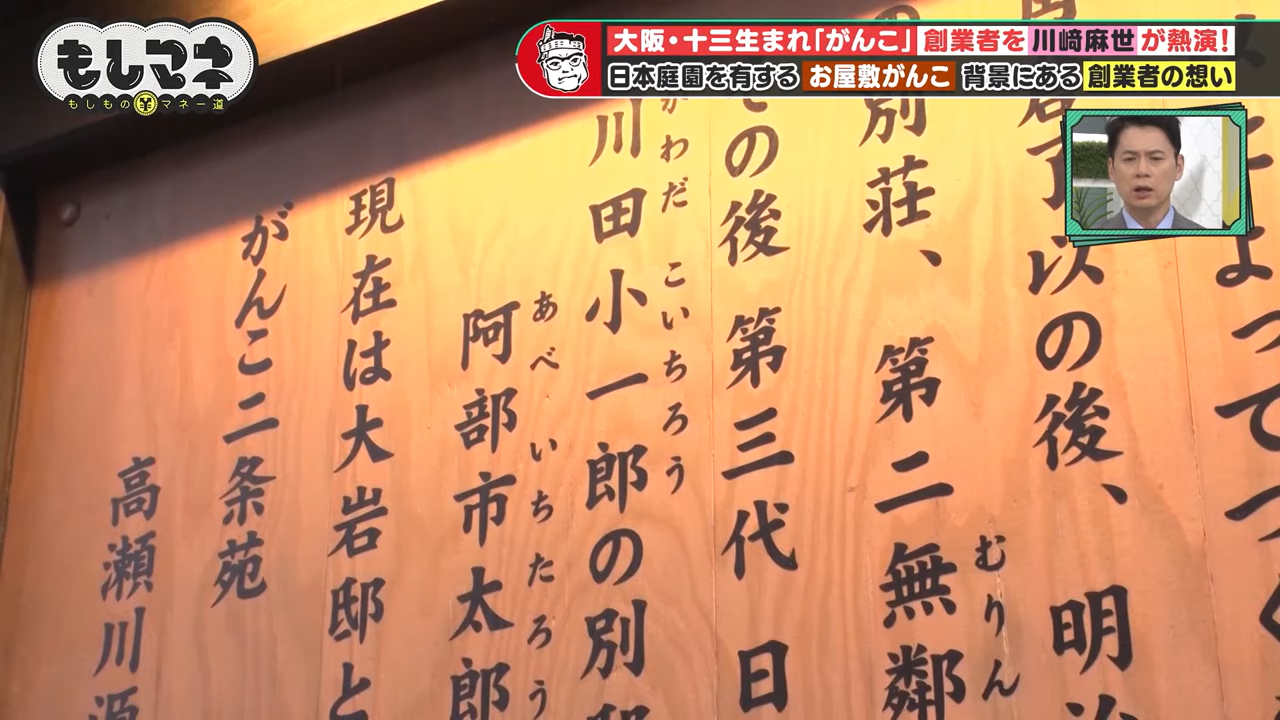 もしマネ
もしもの マネー道
大阪・十三生まれ「がんこ」創業者を川﨑麻世が熱演!
日本庭園を有する お屋敷がんこ 背景にある創業者の想い
によってつく
以の後、明治
別荘、第二無鄰
むりん
その後 第三代 日
川田小一郎の別邸
かわだ こいちろう
阿部市太郎
あべ いちたろう
現在は大岩邸と
がんこ二条苑
高瀬川源